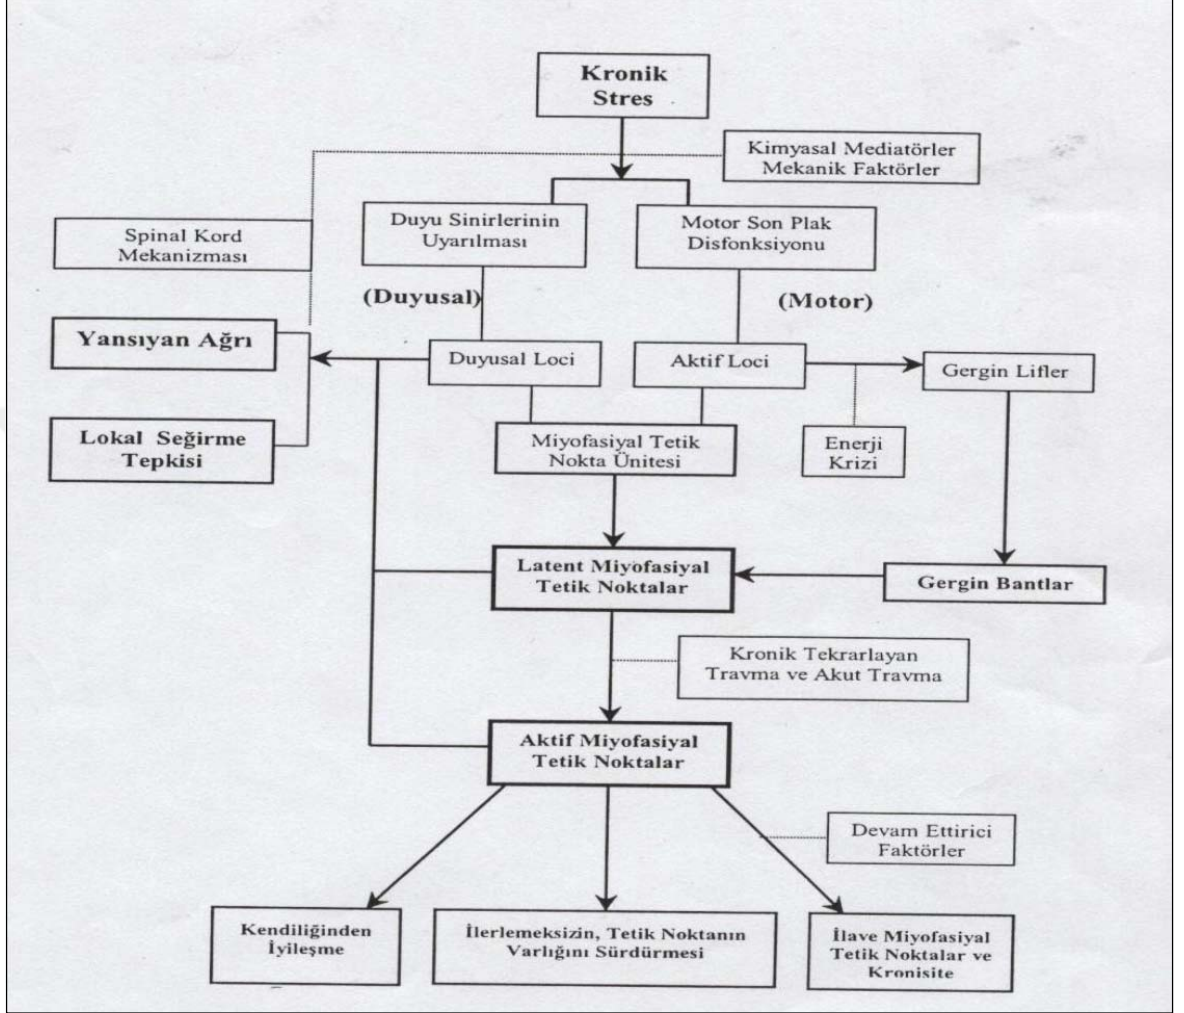 Kronik
Stres
Kimyasal Mediatörler
Mekanik Faktörler
Duyu Sinirlerinin
Uyarılması
Motor Son Plak
Disfonksiyonu
Spinal Kord
Mekanizması
(Duyusal)
(Motor)
Yansıyan Ağrı
Duyusal Loci
Aktif Loci
Gergin Lifler
Lokal Seğirme
Tepkisi
Miyofasiyal Tetik
Nokta Ünitesi
Enerji
Krizi
Latent Miyofasiyal
Tetik Noktalar
Gergin Bantlar
Kronik Tekrarlayan
Travma ve Akut Travma
Aktif Miyofasiyal
Tetik Noktalar
Devam Ettirici
Faktörler
Kendiliğinden
İyileşme
İlerlemeksizin, Tetik Noktanın
Varlığını Sürdürmesi
İlave Miyofasiyal
Tetik Noktalar ve
Kronisite